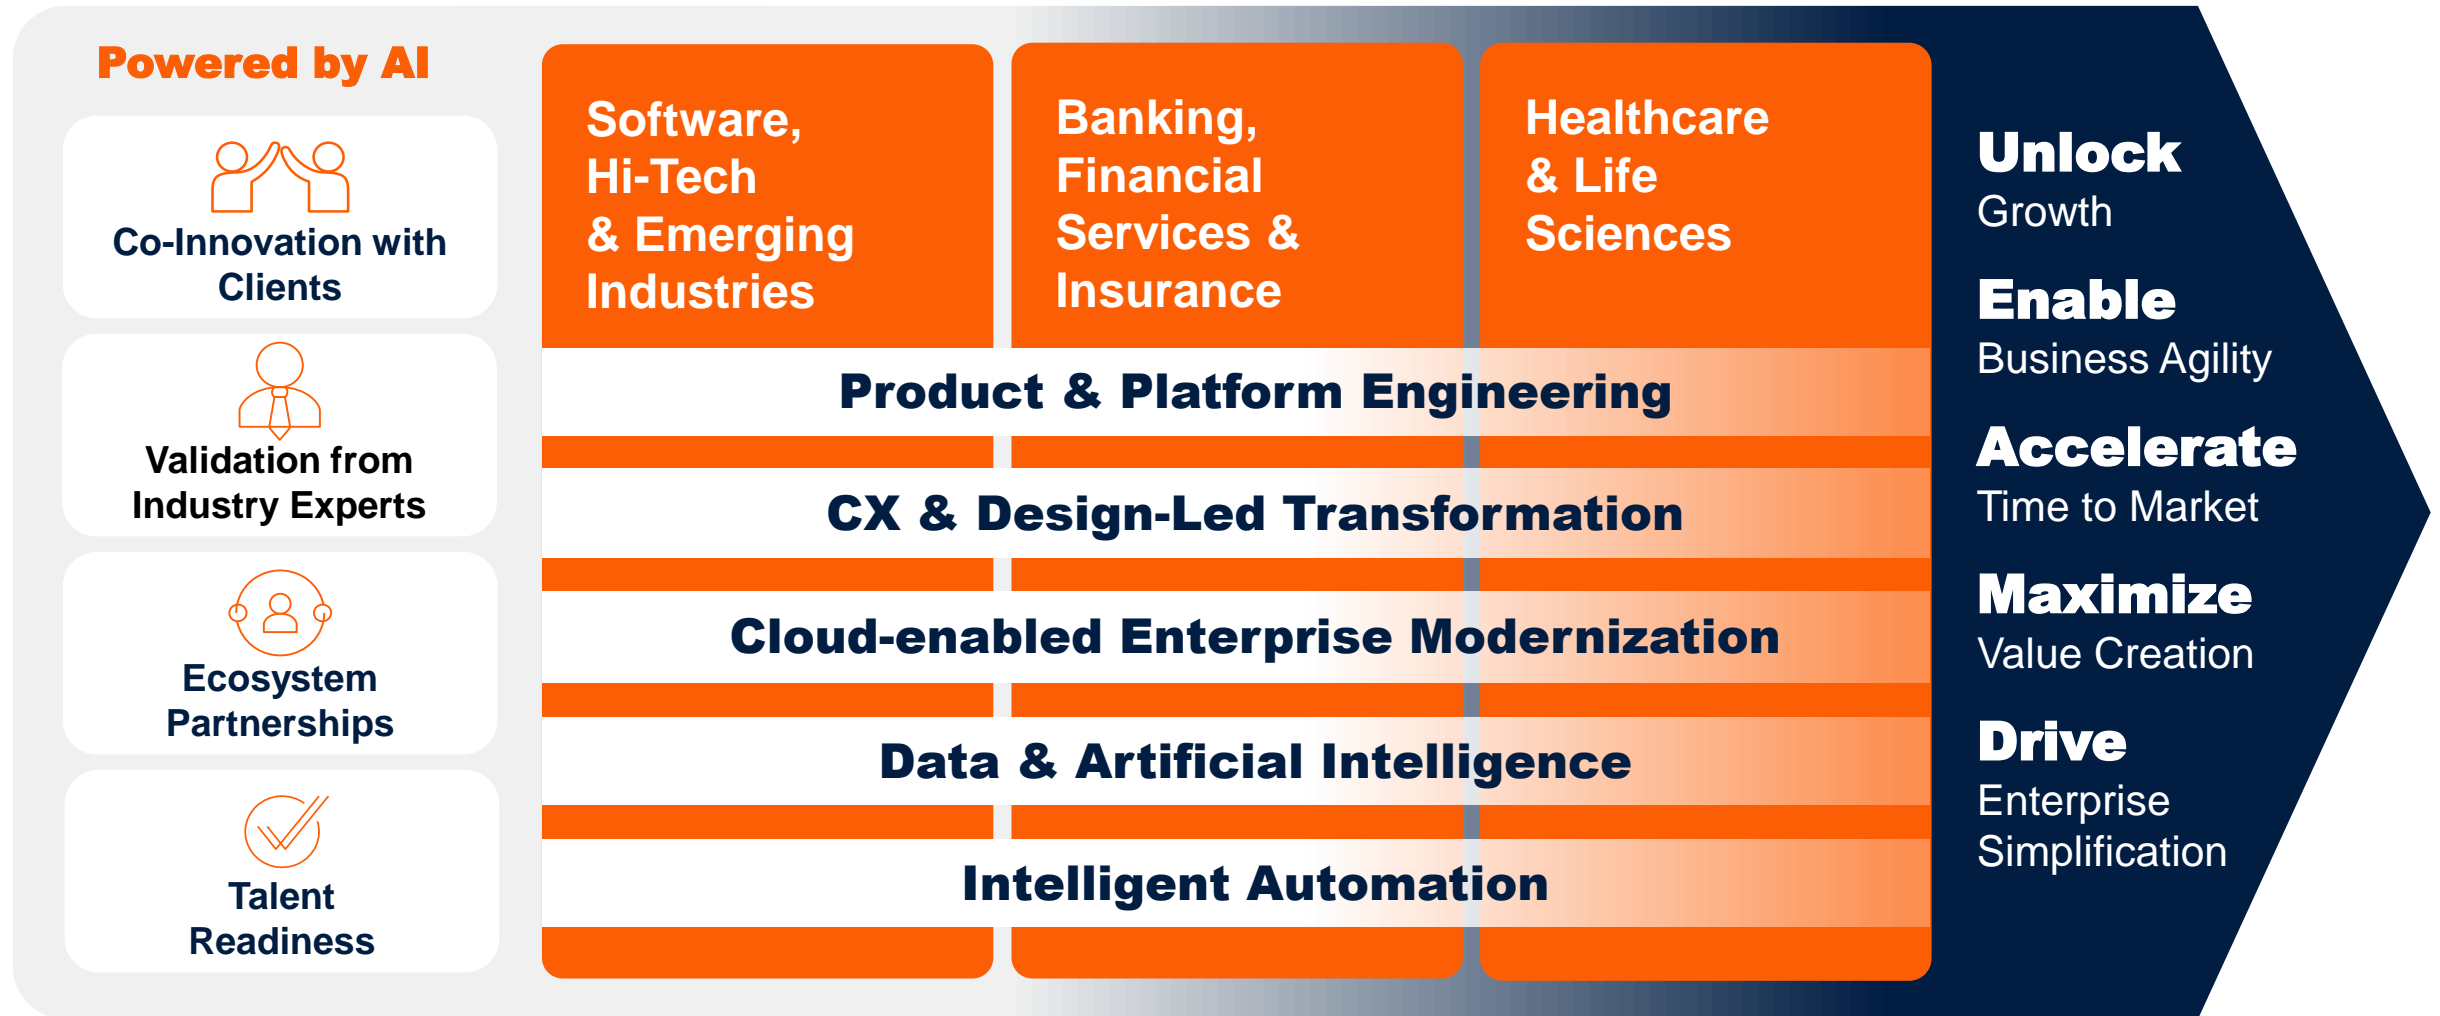 Powered by AI
Co-Innovation with
Clients
Validation from
Industry Experts
Ecosystem
Partnerships
Talent
Readiness
Software,
Hi-Tech
& Emerging
Industries
Banking,
Financial
Services &
Insurance
Healthcare
& Life
Sciences
Product & Platform Engineering
CX & Design-Led Transformation
Cloud-enabled Enterprise Modernization
Data & Artificial Intelligence
Intelligent Automation
Unlock
Growth
Enable
Business Agility
Accelerate
Time to Market
Maximize
Value Creation
Drive
Enterprise
Simplification